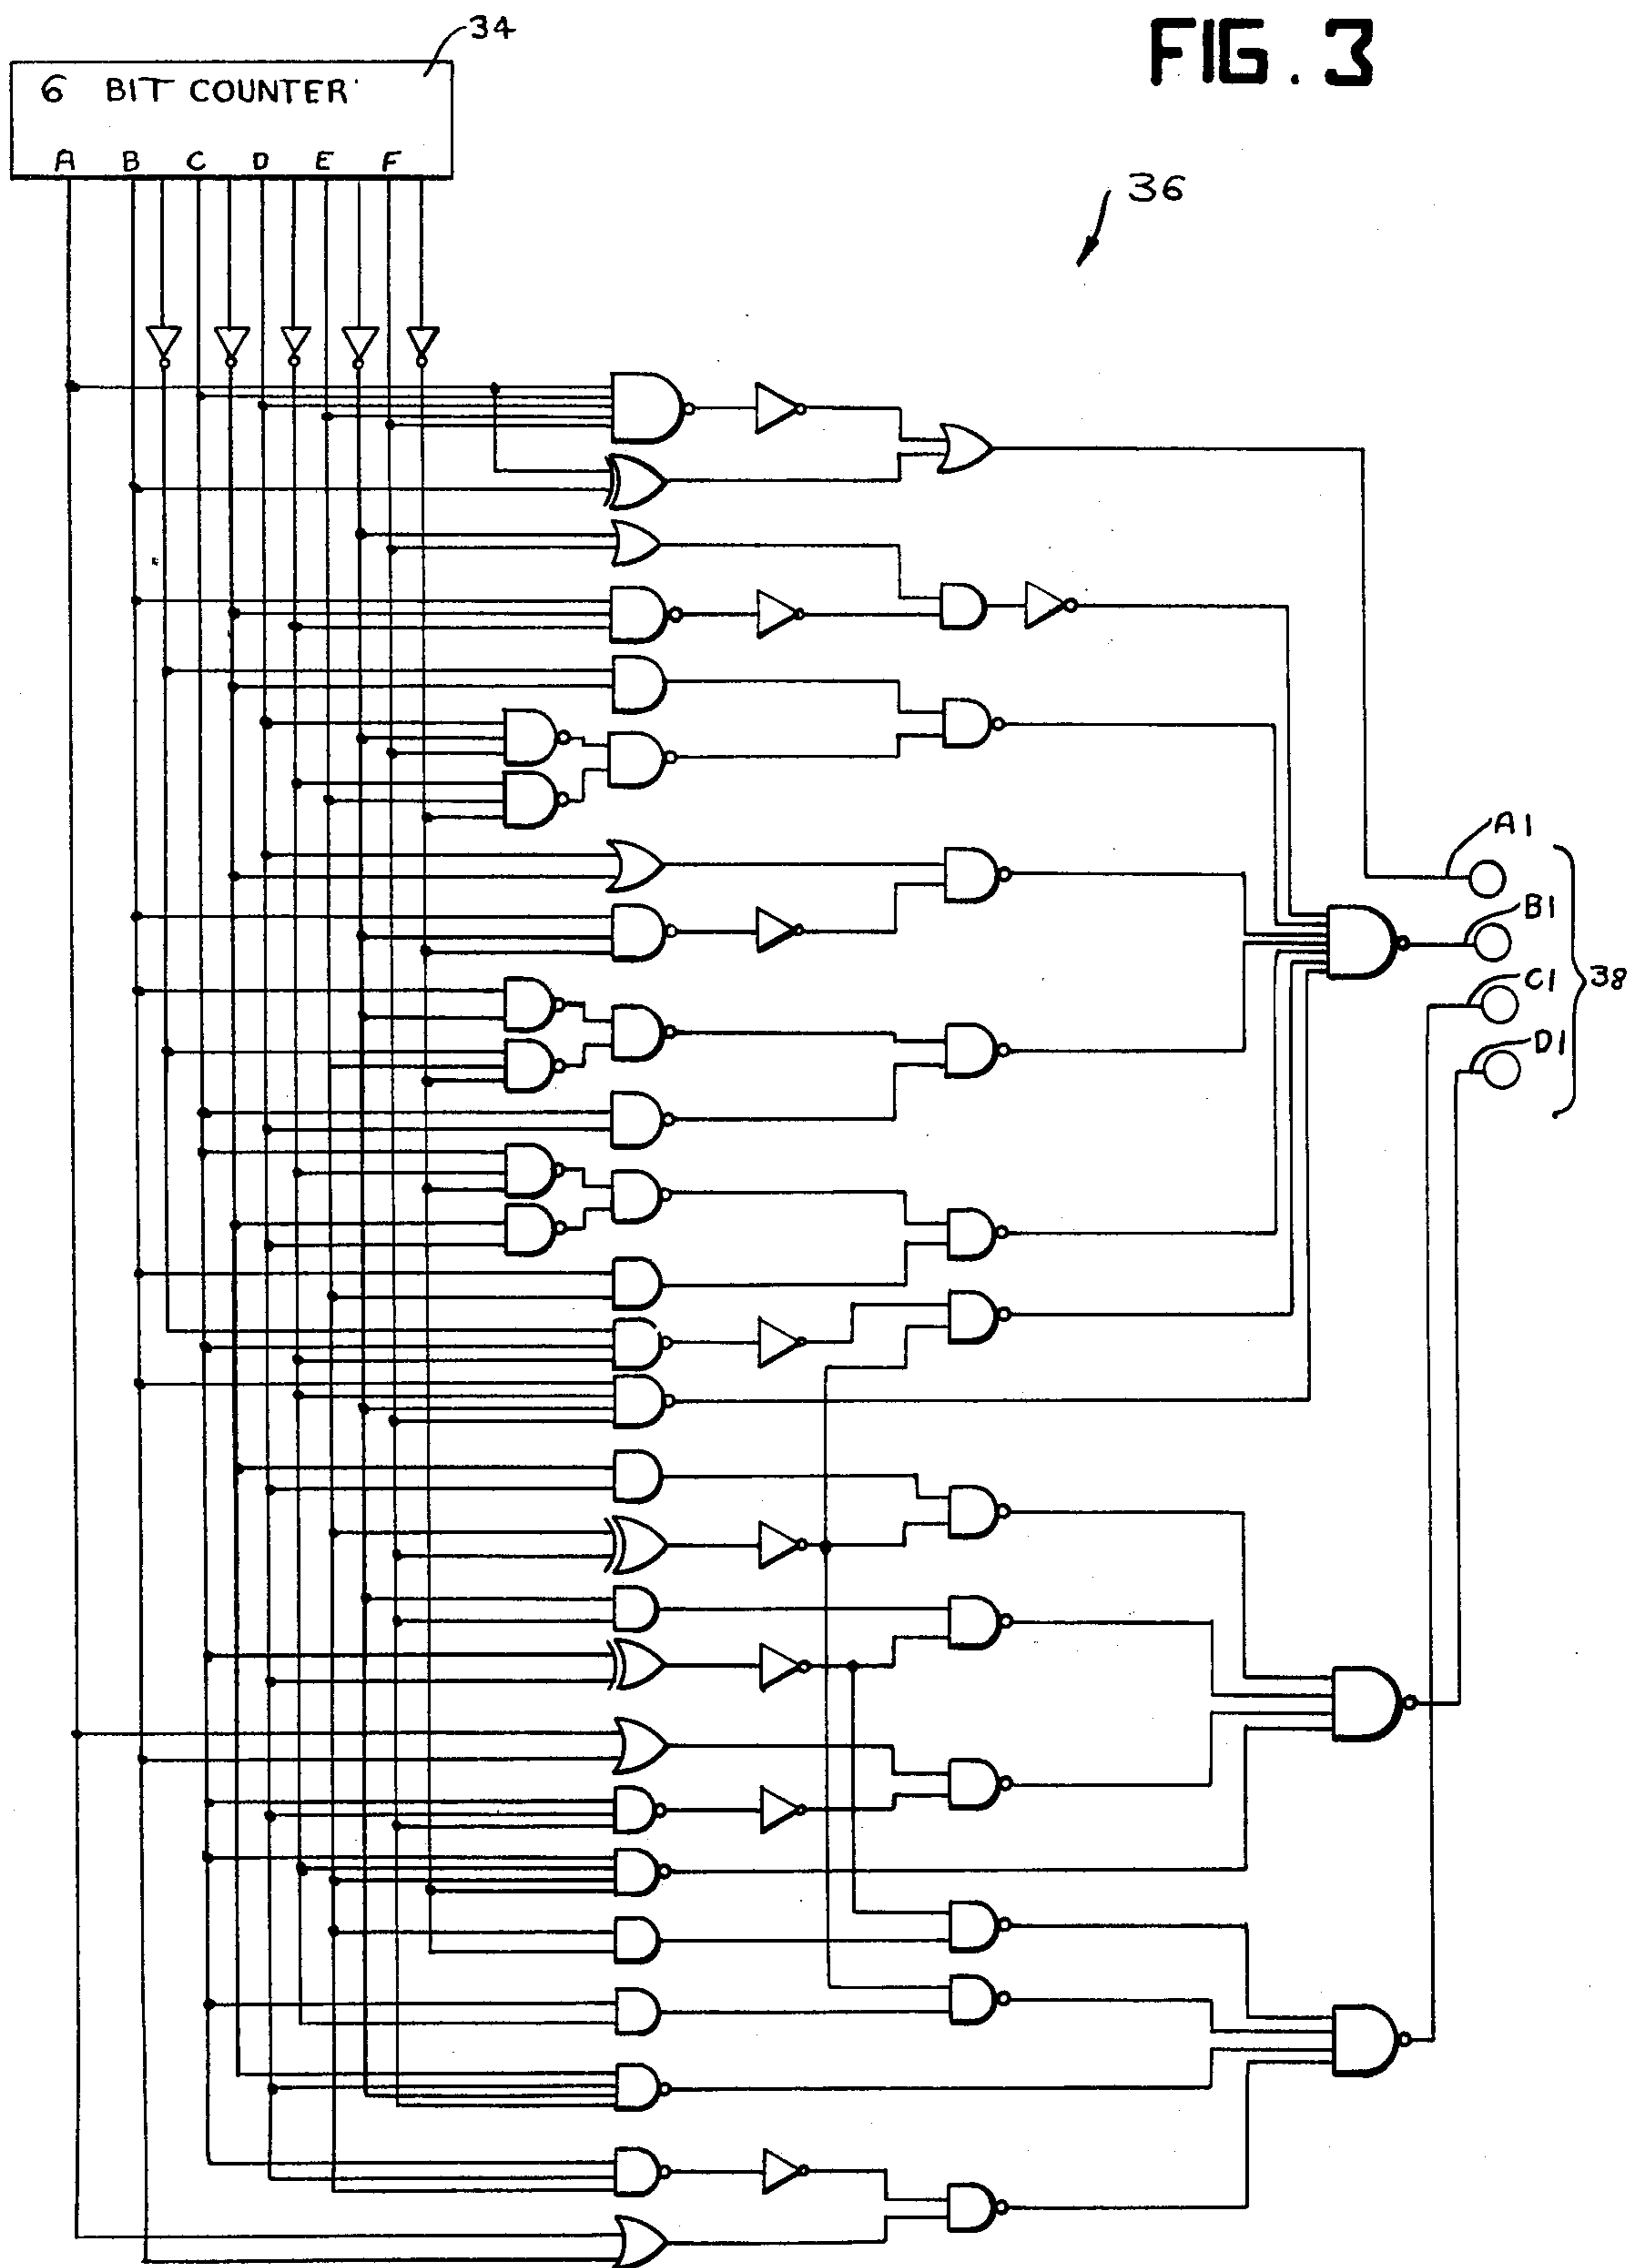 FIG. 3
34
6 BIT COUNTER
A B C D E F
36
A1
B1
C1
D1
38